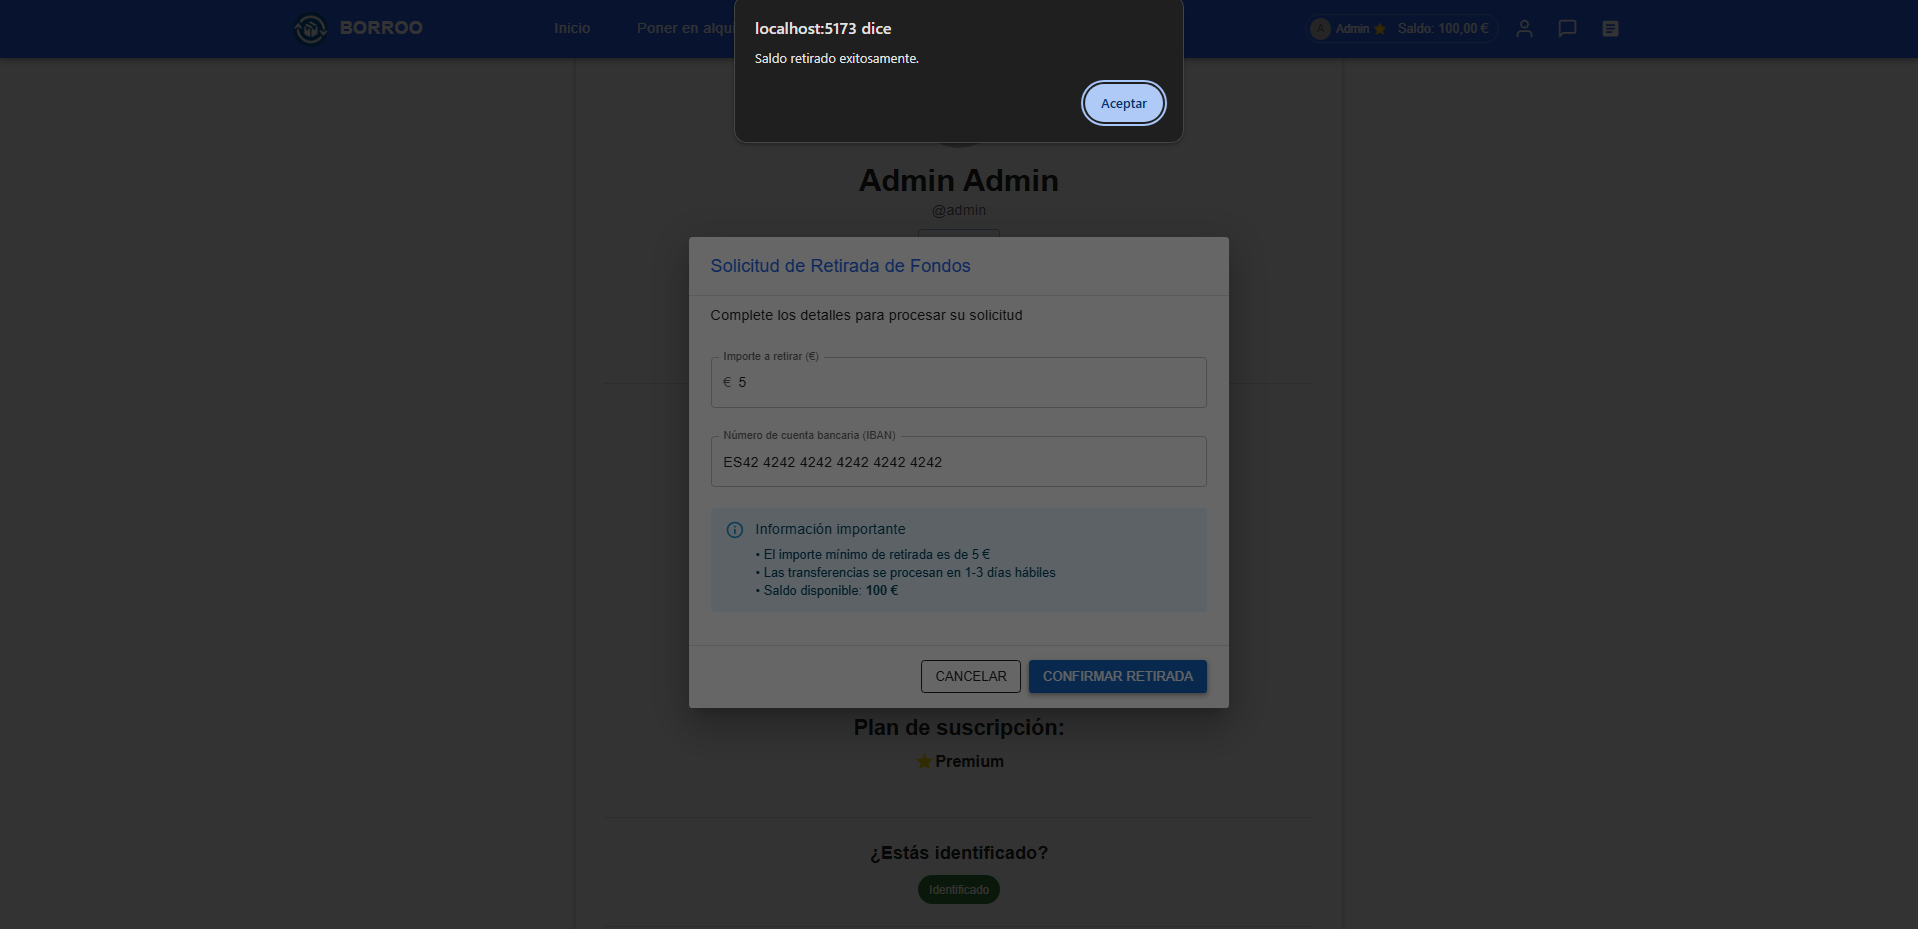 localhost:5173 dice
Saldo retirado exitosamente.
Aceptar
BORROO
Inicio
Poner en alqui
A Admin Saldo: 100,00 €
Admin Admin
@admin
Solicitud de Retirada de Fondos
Complete los detalles para procesar su solicitud
Importe a retirar (€)
€ 5
Número de cuenta bancaria (IBAN)
ES42 4242 4242 4242 4242 4242
Información importante
• El importe mínimo de retirada es de 5 €
• Las transferencias se procesan en 1-3 días hábiles
• Saldo disponible: 100 €
CANCELAR
CONFIRMAR RETIRADA
Plan de suscripción:
Premium
¿Estás identificado?
Identificado